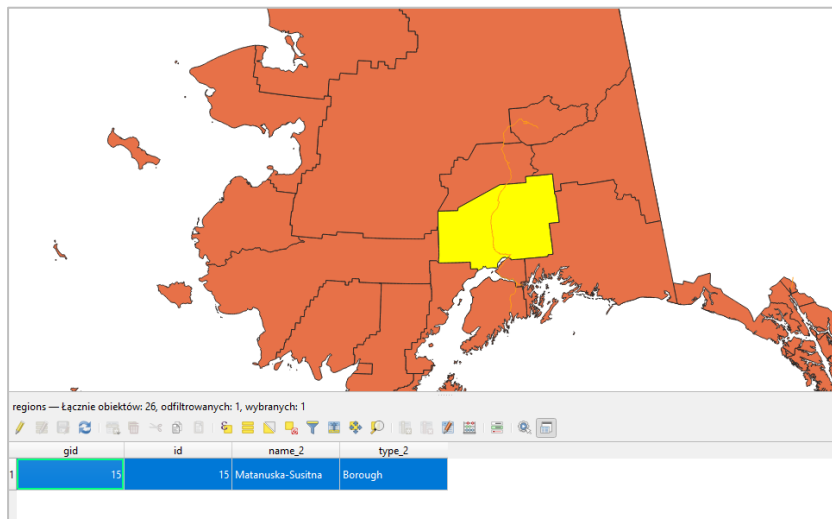 regions — Łącznie obiektów: 26, odfiltrowanych: 1, wybranych: 1
gid id name_2 type_2
1 15 15 Matanuska-Susitna Borough